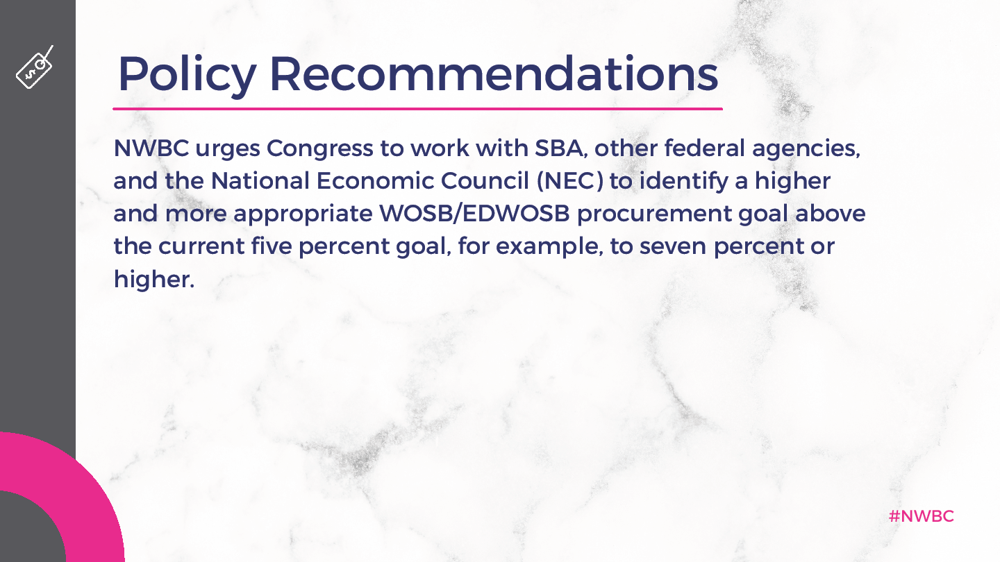 Policy Recommendations
NWBC urges Congress to work with SBA, other federal agencies,
and the National Economic Council (NEC) to identify a higher
and more appropriate WOSB/EDWOSB procurement goal above
the current five percent goal, for example, to seven percent or
higher.
#NWBC